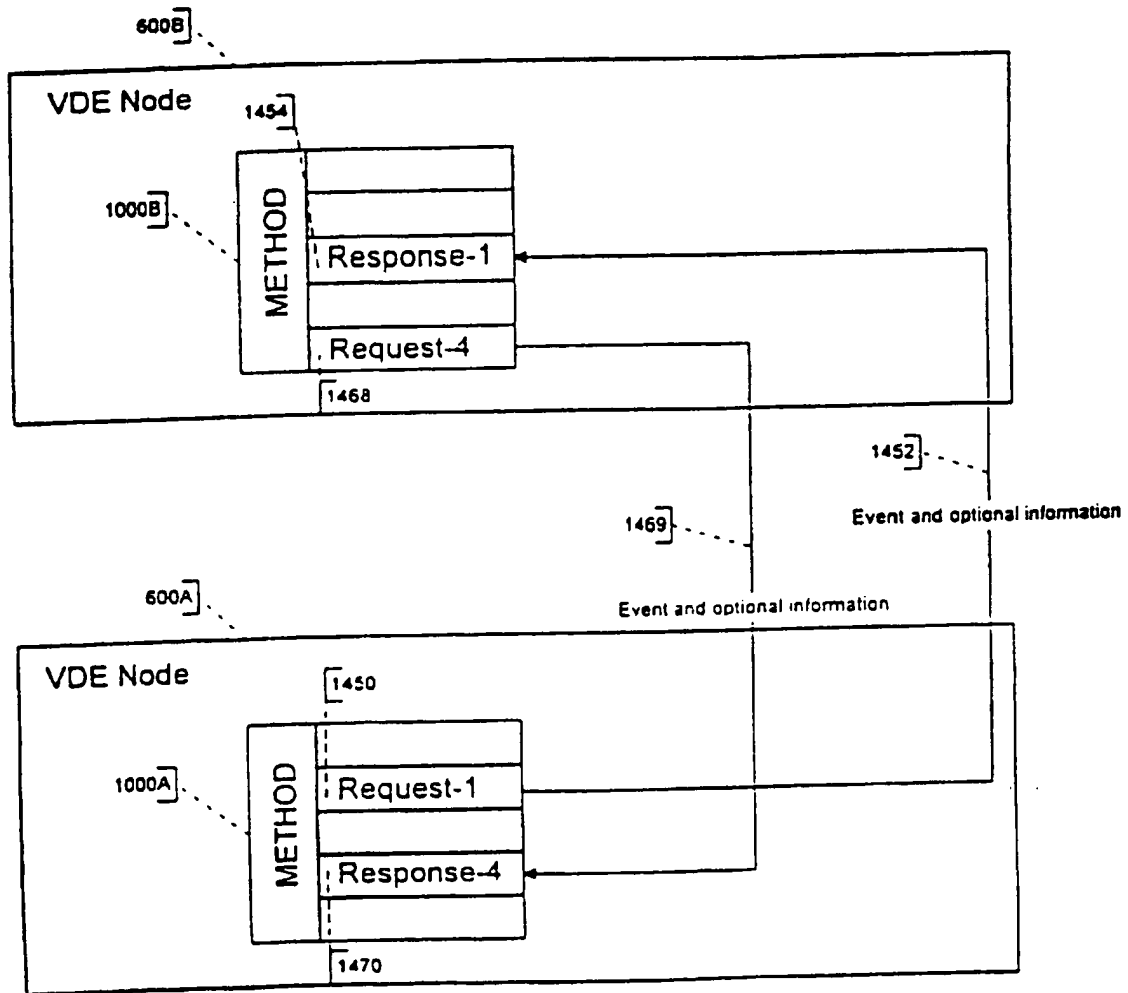 600B
VDE Node
1454
1000B
METHOD
Response-1
Request-4
1468
1452
Event and optional information
1469
600A
Event and optional information
VDE Node
1450
1000A
METHOD
Request-1
Response-4
1470